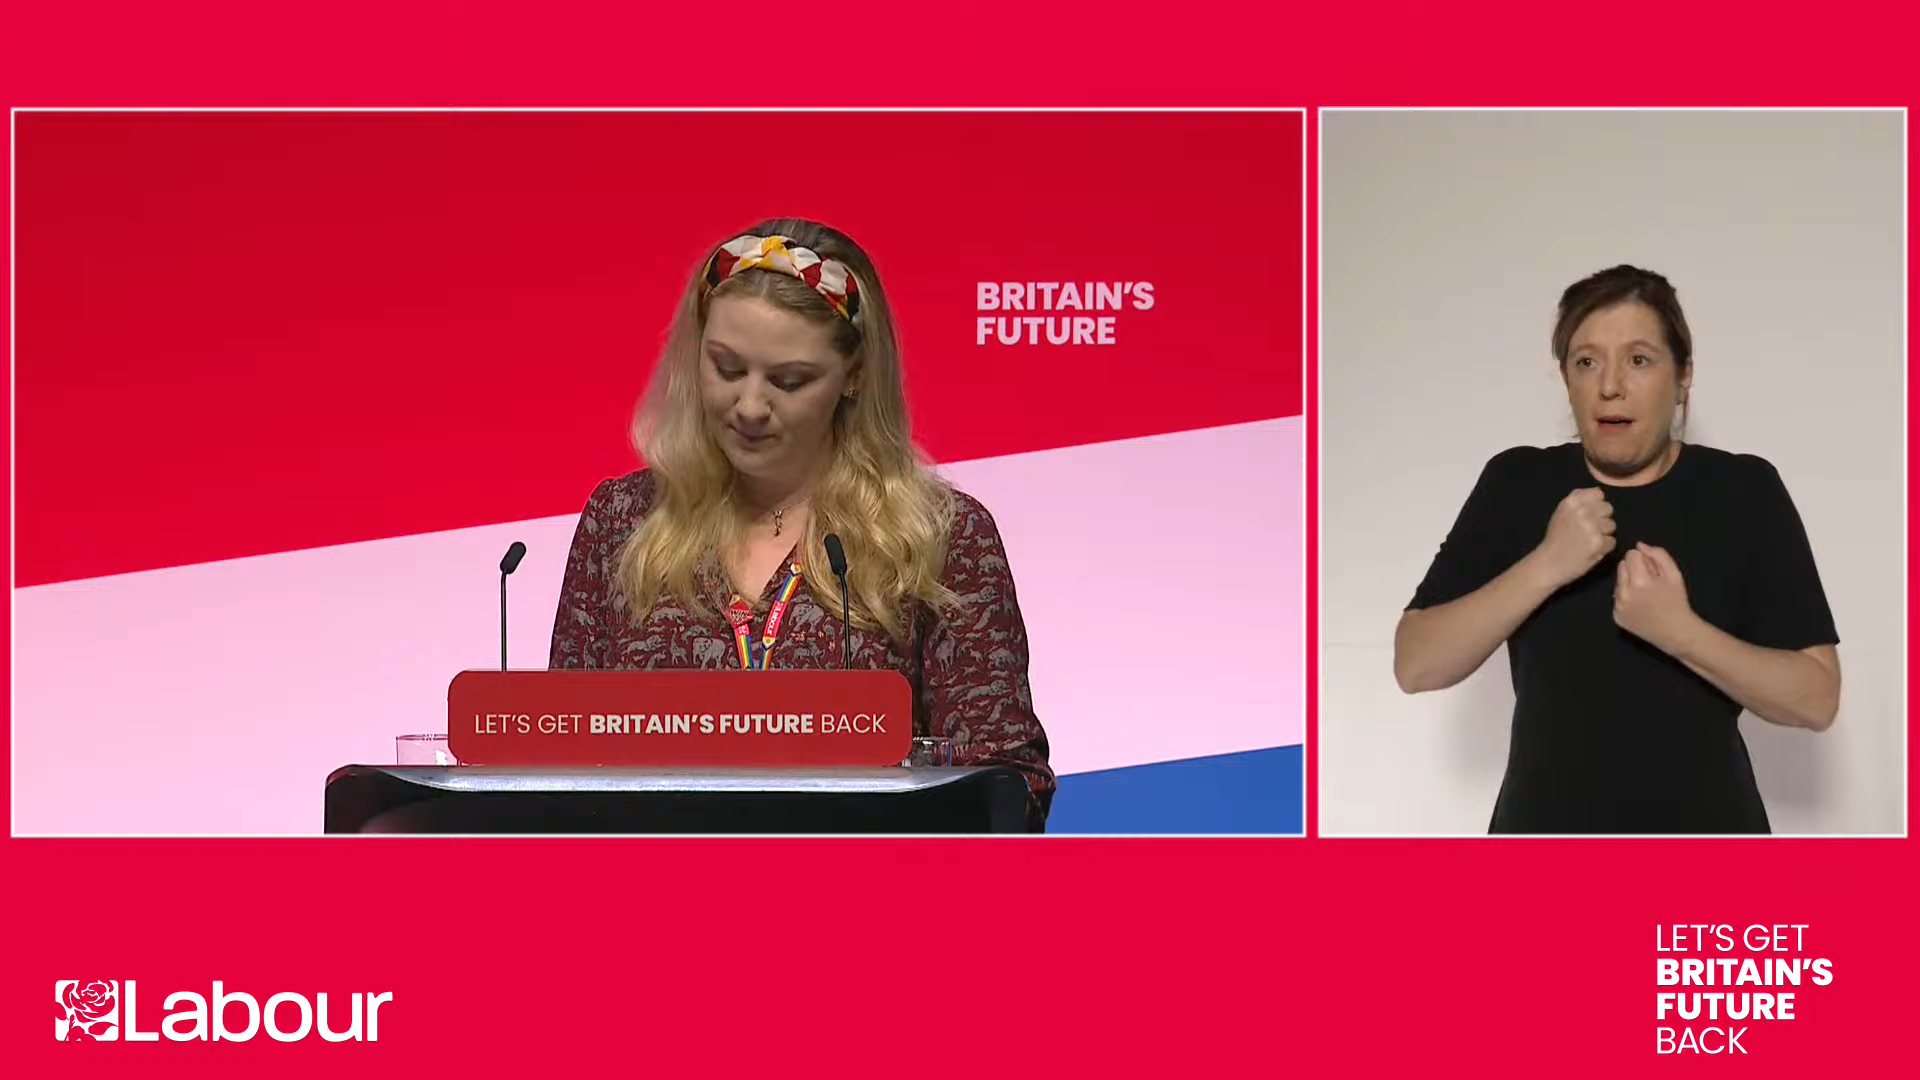 BRITAIN'S
FUTURE
LET'S GET BRITAIN'S FUTURE BACK
Labour
LET'S GET
BRITAIN'S
FUTURE
BACK